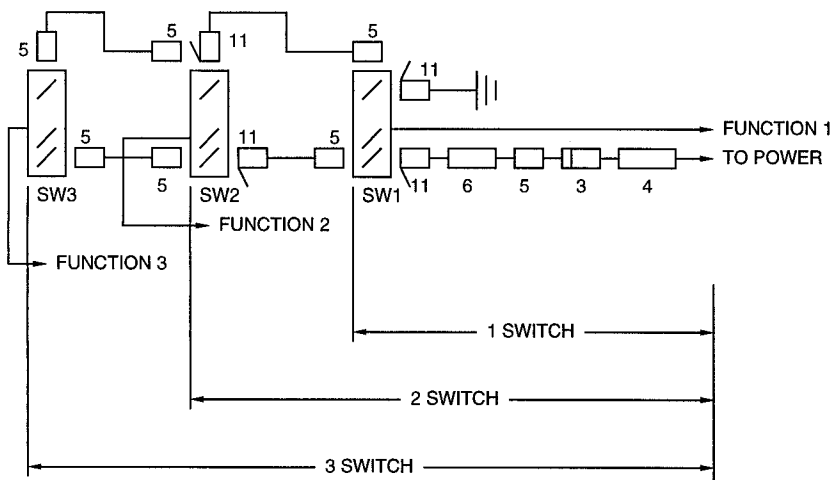 5
5
11
5
11
FUNCTION 1
5
11
5
TO POWER
5
11
6
5
3
4
SW3
SW2
SW1
FUNCTION 2
FUNCTION 3
1 SWITCH
2 SWITCH
3 SWITCH